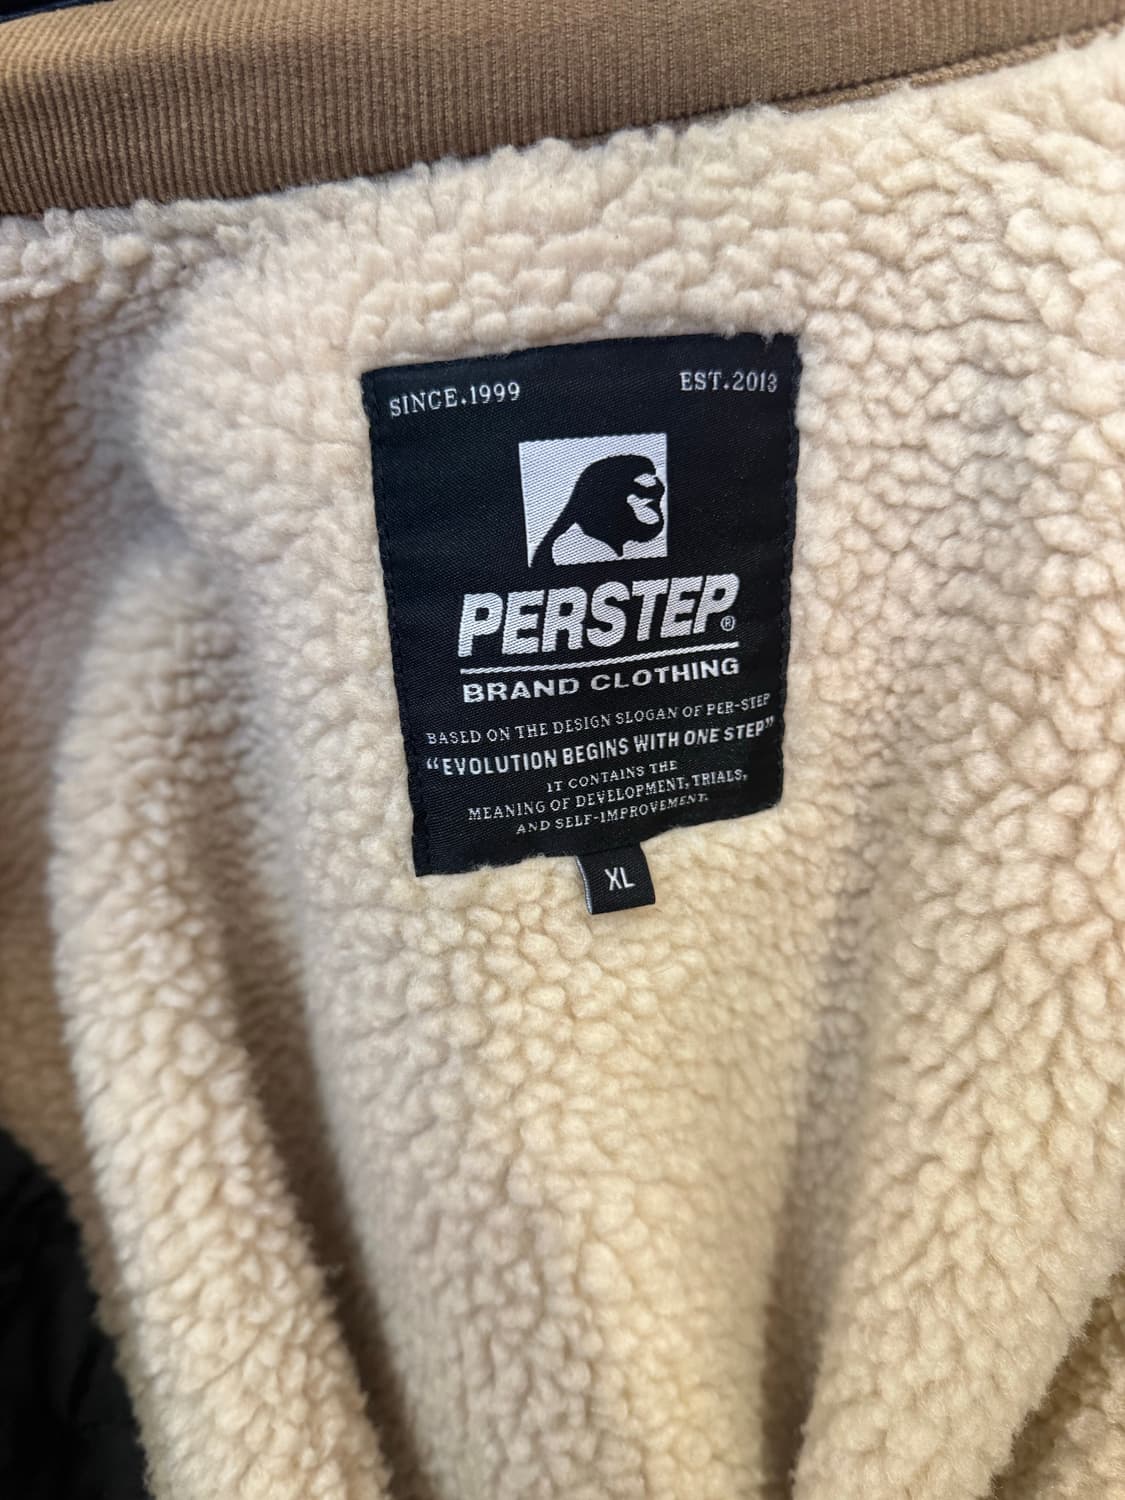 SINCE.1999
EST.2013
PERSTEP®
BRAND CLOTHING
BASED ON THE DESIGN SLOGAN OF PER-STEP
“EVOLUTION BEGINS WITH ONE STEP”
IT CONTAINS THE
MEANING OF DEVELOPMENT, TRIALS,
AND SELF-IMPROVEMENT.
XL